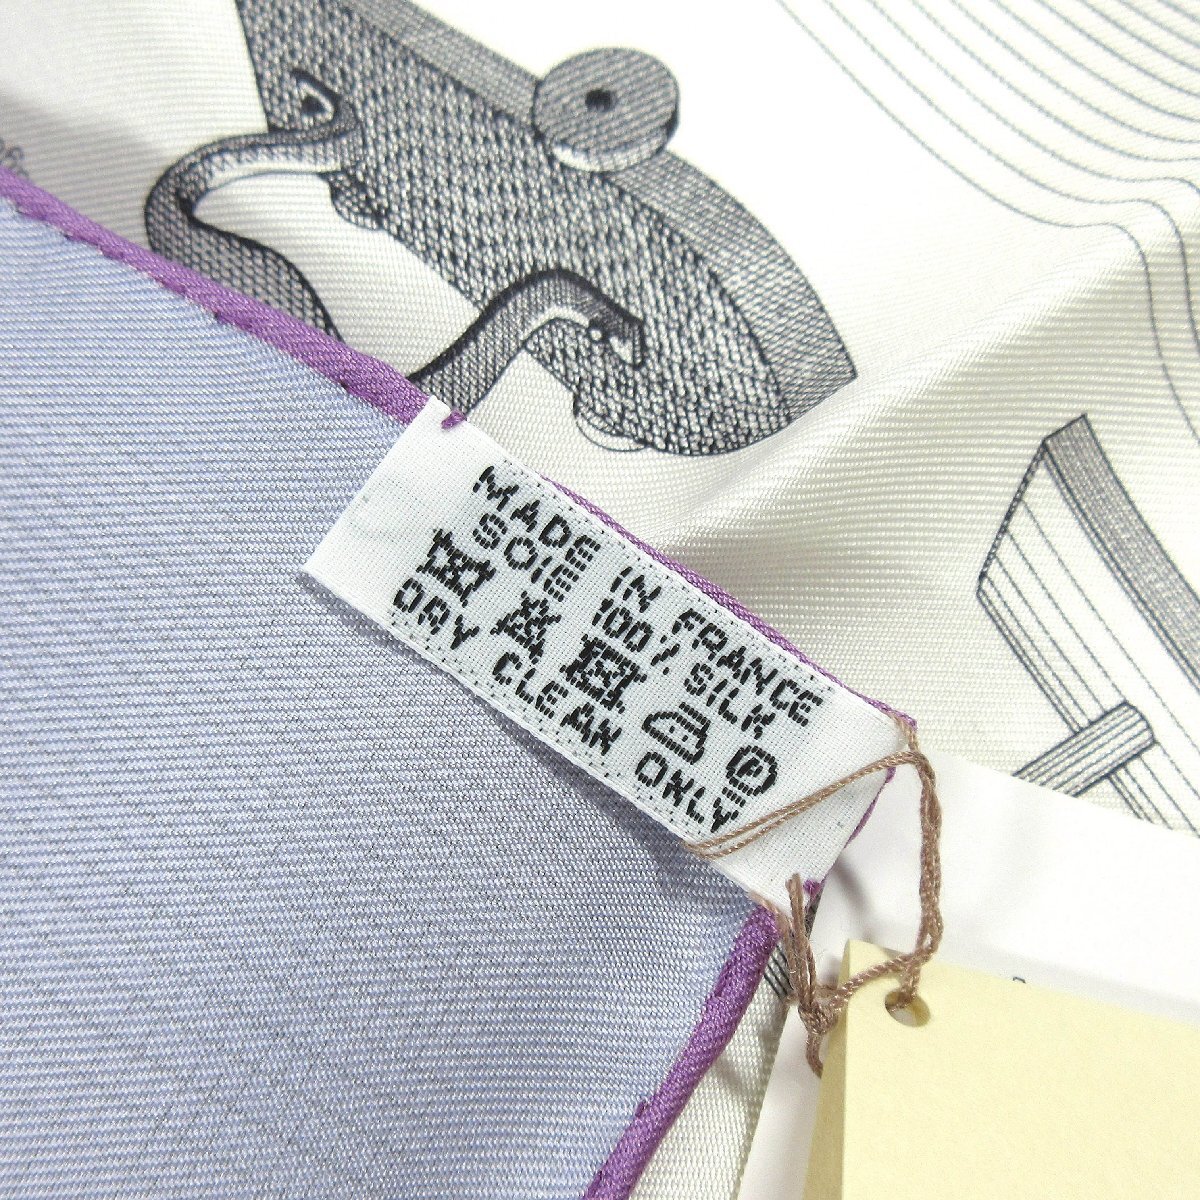 MADE IN FRANCE
SOIE 100% SILK
P
DRY CLEAN ONLY